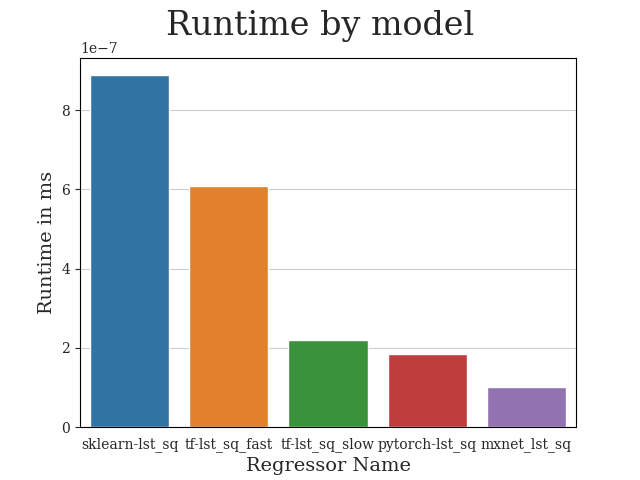 Runtime by model
1e−7
8
6
4
2
0
Runtime in ms
sklearn-lst_sq tf-lst_sq_fast tf-lst_sq_slow pytorch-lst_sq mxnet_lst_sq
Regressor Name